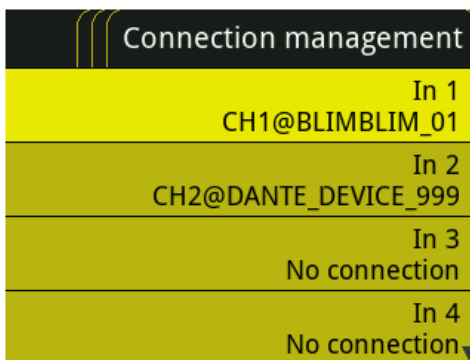 Connection management
In 1
CH1@BLIMBLIM_01
In 2
CH2@DANTE_DEVICE_999
In 3
No connection
In 4
No connection